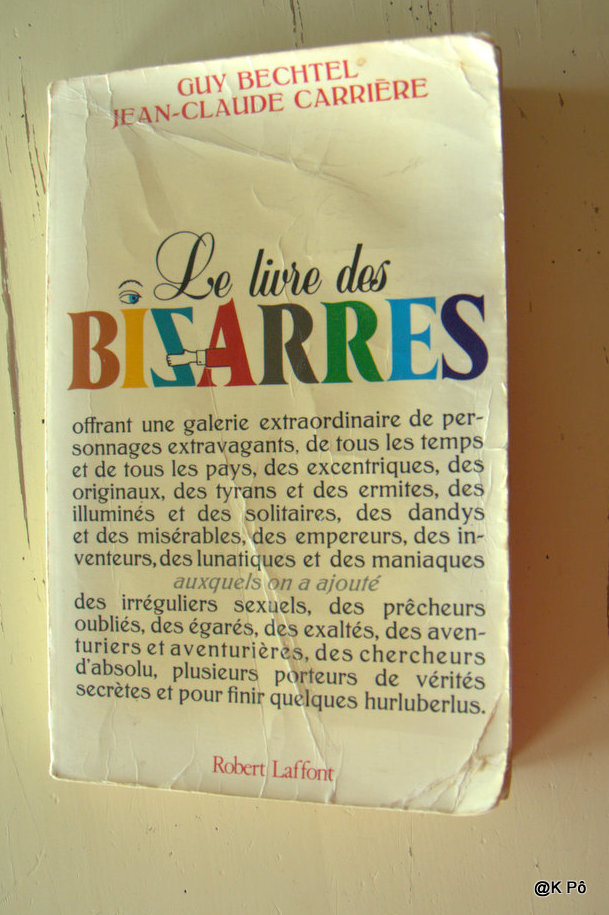 GUY BECHTEL
JEAN-CLAUDE CARRIÈRE
Le livre des
BIZARRES
offrant une galerie extraordinaire de per-
sonnages extravagants, de tous les temps
et de tous les pays, des excentriques, des
originaux, des tyrans et des ermites, des
illuminés et des solitaires, des dandys
et des misérables, des empereurs, des in-
venteurs, des lunatiques et des maniaques
auxquels on a ajouté
des irréguliers sexuels, des prêcheurs
oubliés, des égarés, des exaltés, des aven-
turiers et aventurières, des chercheurs
d'absolu, plusieurs porteurs de vérités
secrètes et pour finir quelques hurluberlus.
Robert Laffont
@K Pô